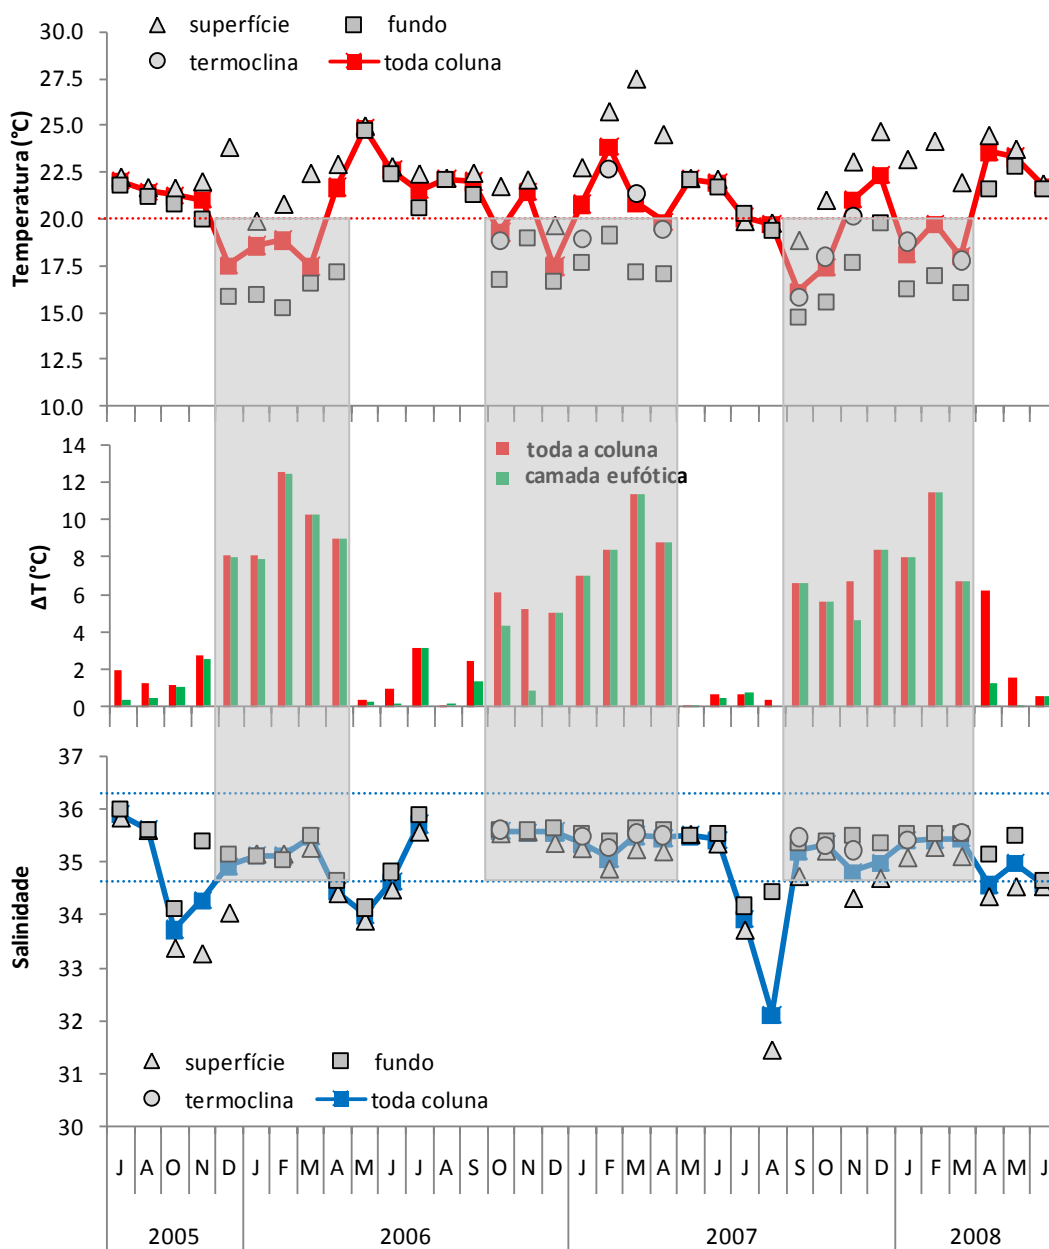 superfície fundo
termoclina toda coluna
Temperatura (°C)
30.0
27.5
25.0
22.5
20.0
17.5
15.0
12.5
10.0
toda a coluna
camada eufótica
ΔT (°C)
14
12
10
8
6
4
2
0
Salinidade
37
36
35
34
33
32
31
30
superfície fundo
termoclina toda coluna
J A O N D J F M A M J J A S O N D J F M A M J J A S O N D J F M A M J
2005 2006 2007 2008